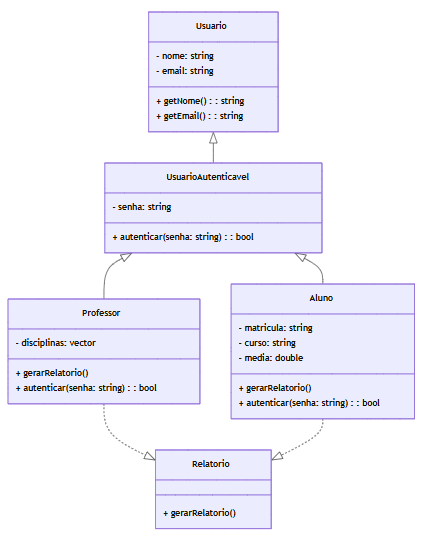 Usuario
- nome: string
- email: string
+ getNome() : : string
+ getEmail() : : string
UsuarioAutenticavel
- senha: string
+ autenticar(senha: string) : : bool
Professor
- disciplinas: vector
+ gerarRelatorio()
+ autenticar(senha: string) : : bool
Aluno
- matricula: string
- curso: string
- media: double
+ gerarRelatorio()
+ autenticar(senha: string) : : bool
Relatorio
+ gerarRelatorio()